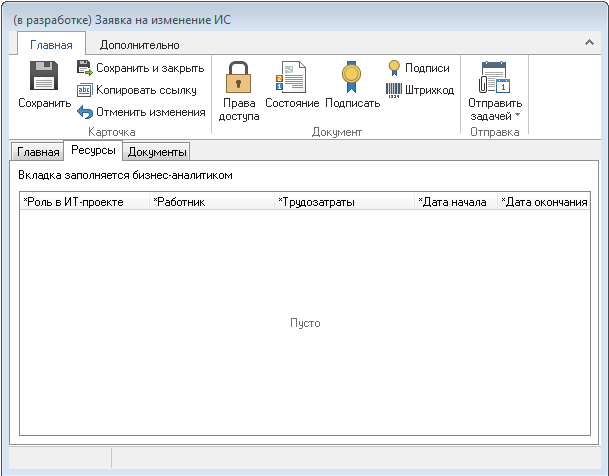 (в разработке) Заявка на изменение ИС
Главная Дополнительно
Сохранить
Сохранить и закрыть
Копировать ссылку
Отменить изменения
Карточка
Права доступа
Состояние
Подписать
Подписи
Штрихкод
Документ
Отправить задачей
Отправка
Главная Ресурсы Документы
Вкладка заполняется бизнес-аналитиком
*Роль в ИТ-проекте *Работник *Трудозатраты *Дата начала *Дата окончания
Пусто